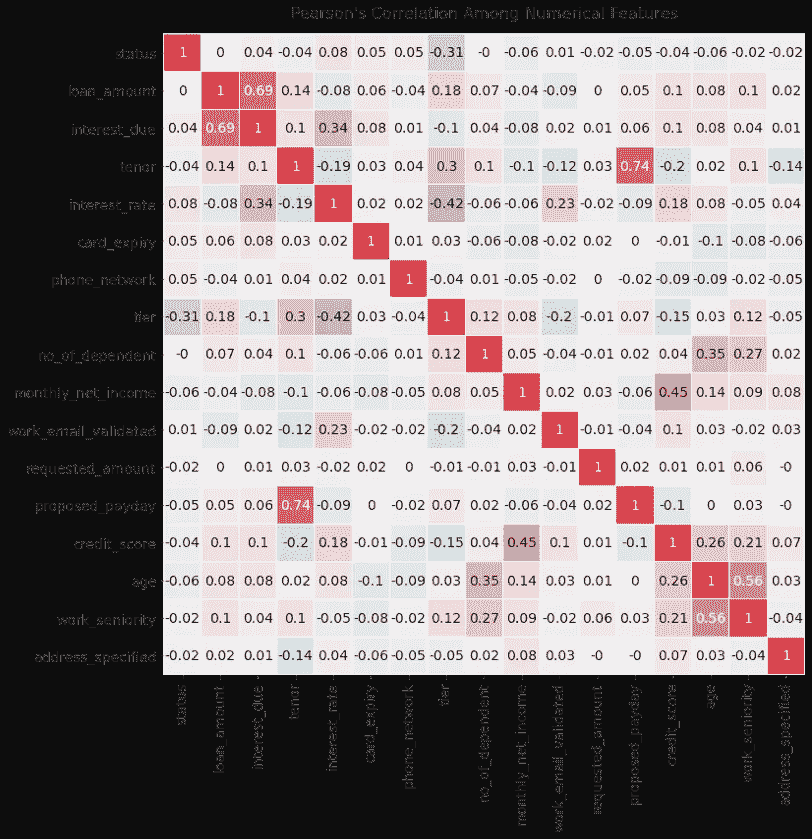 Pearson's Correlation Among Numerical Features
status 1 0 0.04 -0.04 0.08 0.05 0.05 -0.31 -0 -0.06 0.01 -0.02 -0.05 -0.04 -0.06 -0.02 -0.02
loan_amount 0 1 0.69 0.14 -0.08 0.06 -0.04 0.18 0.07 -0.04 -0.09 0 0.05 0.1 0.08 0.1 0.02
interest_due 0.04 0.69 1 0.1 0.34 0.08 0.01 -0.1 0.04 -0.08 0.02 0.01 0.06 0.1 0.08 0.04 0.01
tenor -0.04 0.14 0.1 1 -0.19 0.03 0.04 0.3 0.1 -0.1 -0.12 0.03 0.74 -0.2 0.02 0.1 -0.14
interest_rate 0.08 -0.08 0.34 -0.19 1 0.02 0.02 -0.42 -0.06 -0.06 0.23 -0.02 -0.09 0.18 0.08 -0.05 0.04
card_expiry 0.05 0.06 0.08 0.03 0.02 1 0.01 0.03 -0.06 -0.08 -0.02 0.02 0 -0.01 -0.1 -0.08 -0.06
phone_network 0.05 -0.04 0.01 0.04 0.02 0.01 1 -0.04 0.01 -0.05 -0.02 0 -0.02 -0.09 -0.09 -0.02 -0.05
tier -0.31 0.18 -0.1 0.3 -0.42 0.03 -0.04 1 0.12 0.08 -0.2 -0.01 0.07 -0.15 0.03 0.12 -0.05
no_of_dependent -0 0.07 0.04 0.1 -0.06 -0.06 0.01 0.12 1 0.05 -0.04 -0.01 0.02 0.04 0.35 0.27 0.02
monthly_net_income -0.06 -0.04 -0.08 -0.1 -0.06 -0.08 -0.05 0.08 0.05 1 0.02 0.03 -0.06 0.45 0.14 0.09 0.08
work_email_validated 0.01 -0.09 0.02 -0.12 0.23 -0.02 -0.02 -0.2 -0.04 0.02 1 -0.01 -0.04 0.1 0.03 -0.02 0.03
requested_amount -0.02 0 0.01 0.03 -0.02 0.02 0 -0.01 -0.01 0.03 -0.01 1 0.02 0.01 0.01 0.06 -0
proposed_payday -0.05 0.05 0.06 0.74 -0.09 0 -0.02 0.07 0.02 -0.06 -0.04 0.02 1 -0.1 0 0.03 -0
credit_score -0.04 0.1 0.1 -0.2 0.18 -0.01 -0.09 -0.15 0.04 0.45 0.1 0.01 -0.1 1 0.26 0.21 0.07
age -0.06 0.08 0.08 0.02 0.08 -0.1 -0.09 0.03 0.35 0.14 0.03 0.01 0 0.26 1 0.56 0.03
work_seniority -0.02 0.1 0.04 0.1 -0.05 -0.08 -0.02 0.12 0.27 0.09 -0.02 0.06 0.03 0.21 0.56 1 -0.04
address_specified -0.02 0.02 0.01 -0.14 0.04 -0.06 -0.05 -0.05 0.02 0.08 0.03 -0 -0 0.07 0.03 -0.04 1
status loan_amount interest_due tenor interest_rate card_expiry phone_network tier no_of_dependent monthly_net_income work_email_validated requested_amount proposed_payday credit_score age work_seniority address_specified